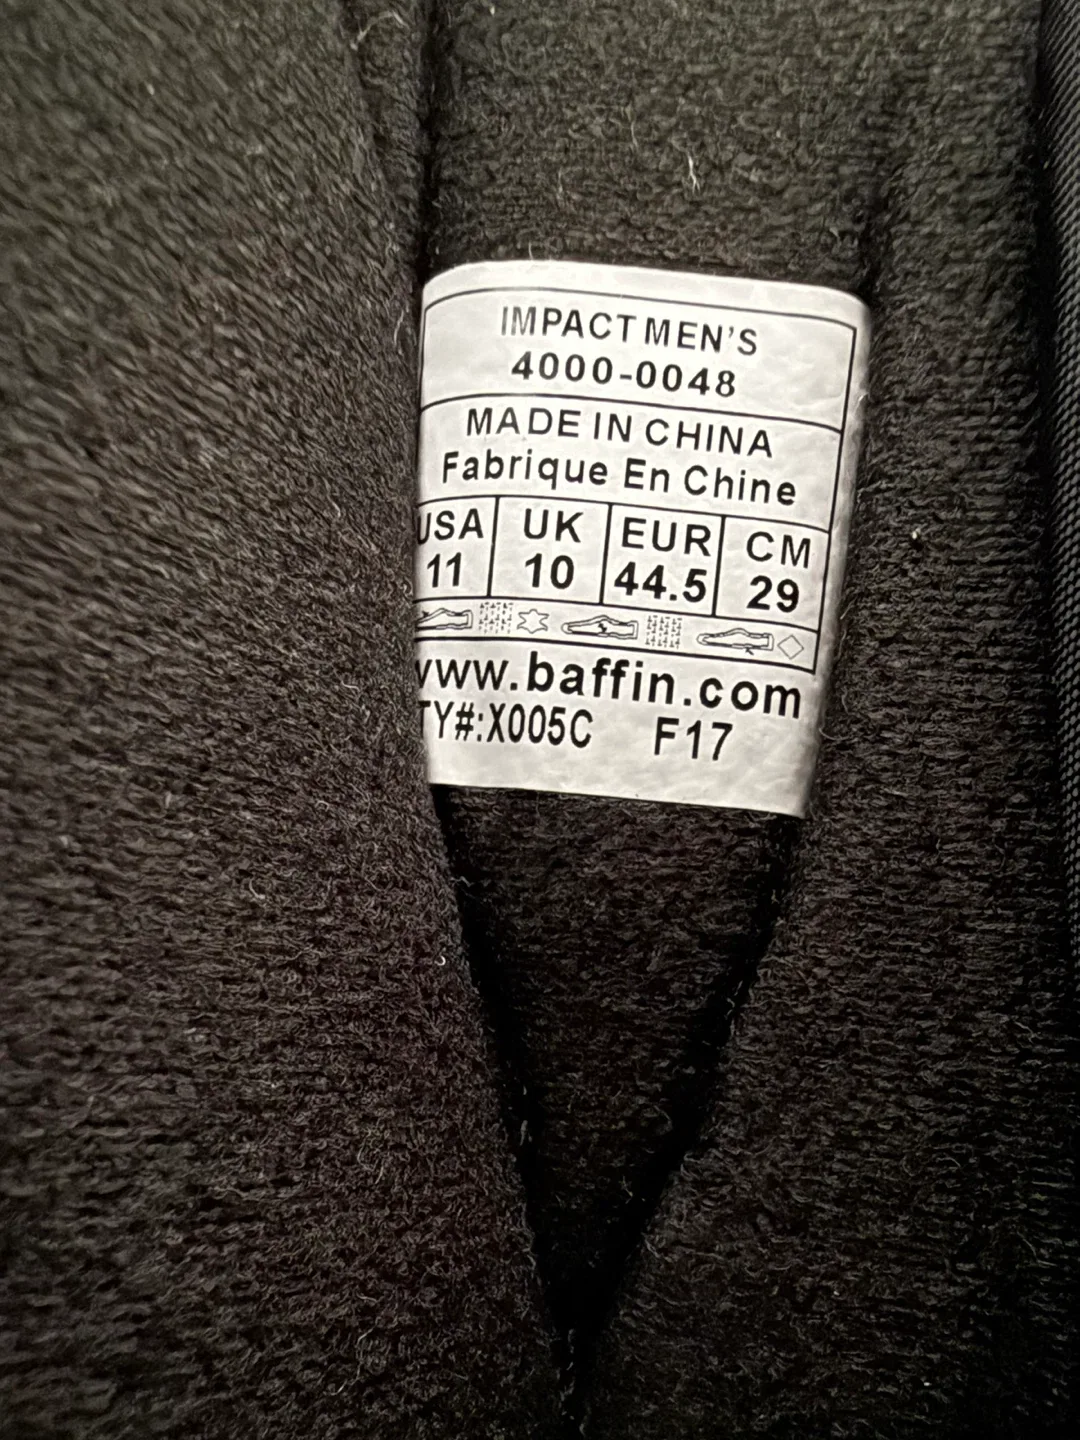 IMPACT MEN'S
4000-0048
MADE IN CHINA
Fabrique En Chine
USA UK EUR CM
11 10 44.5 29
www.baffin.com
TY#:X005C F17